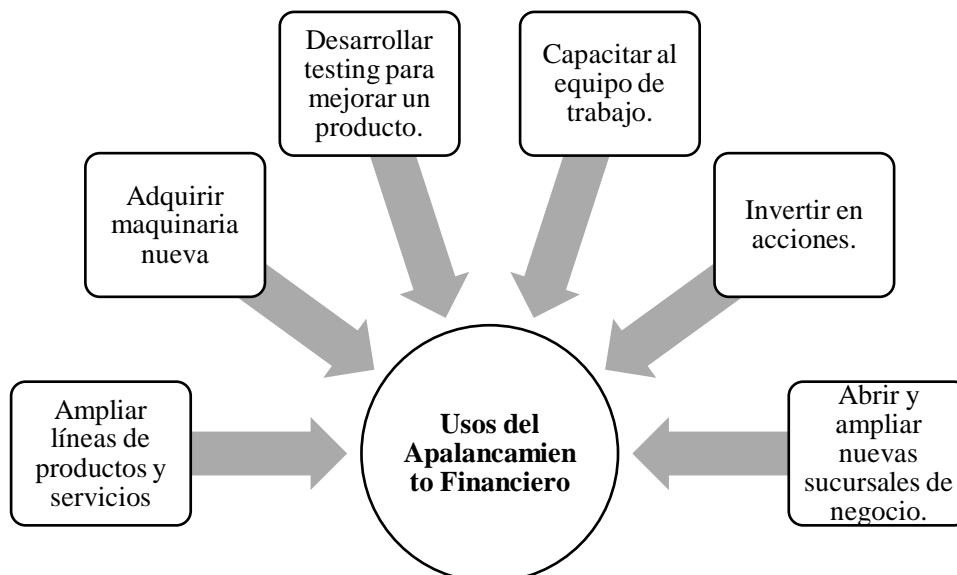 Desarrollar
testing para
mejorar un
producto.
Capacitar al
equipo de
trabajo.
Adquirir
maquinaria
nueva
Invertir en
acciones.
Ampliar
líneas de
productos y
servicios
Usos del
Apalancamien
to Financiero
Abrir y
ampliar
nuevas
sucursales de
negocio.